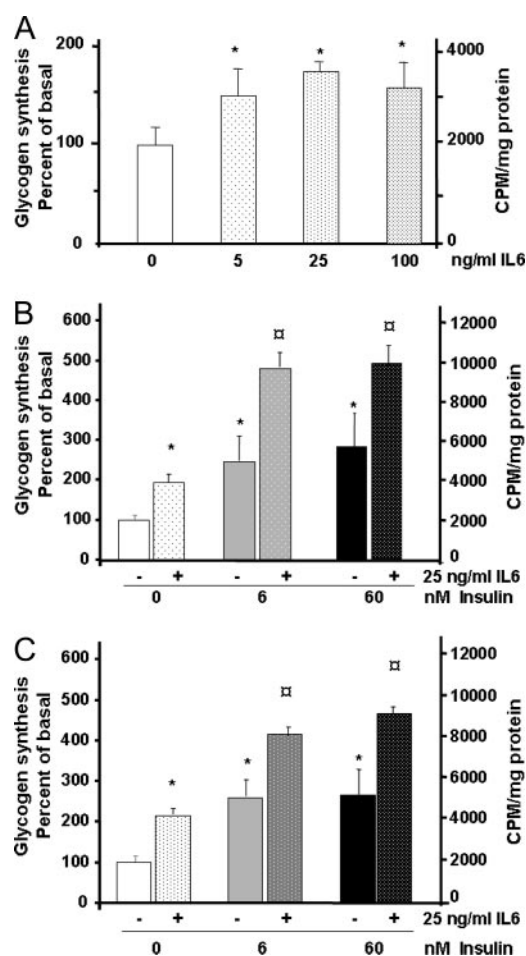 A
Glycogen synthesis
Percent of basal
200
100
0
* * *
4000
2000
0
CPM/mg protein
0 5 25 100 ng/ml IL6
B
Glycogen synthesis
Percent of basal
600
500
400
300
200
100
0
* * ¤ * ¤
12000
10000
8000
6000
4000
2000
0
CPM/mg protein
- + - + - + 25 ng/ml IL6
0 6 60 nM Insulin
C
Glycogen synthesis
Percent of basal
600
500
400
300
200
100
0
* * ¤ * ¤
12000
10000
8000
6000
4000
2000
0
CPM/mg protein
- + - + - + 25 ng/ml IL6
0 6 60 nM Insulin